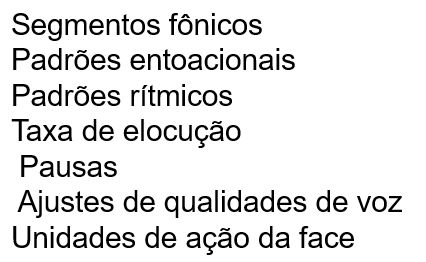 Segmentos fônicos
Padrões entoacionais
Padrões rítmicos
Taxa de elocução
Pausas
Ajustes de qualidades de voz
Unidades de ação da face